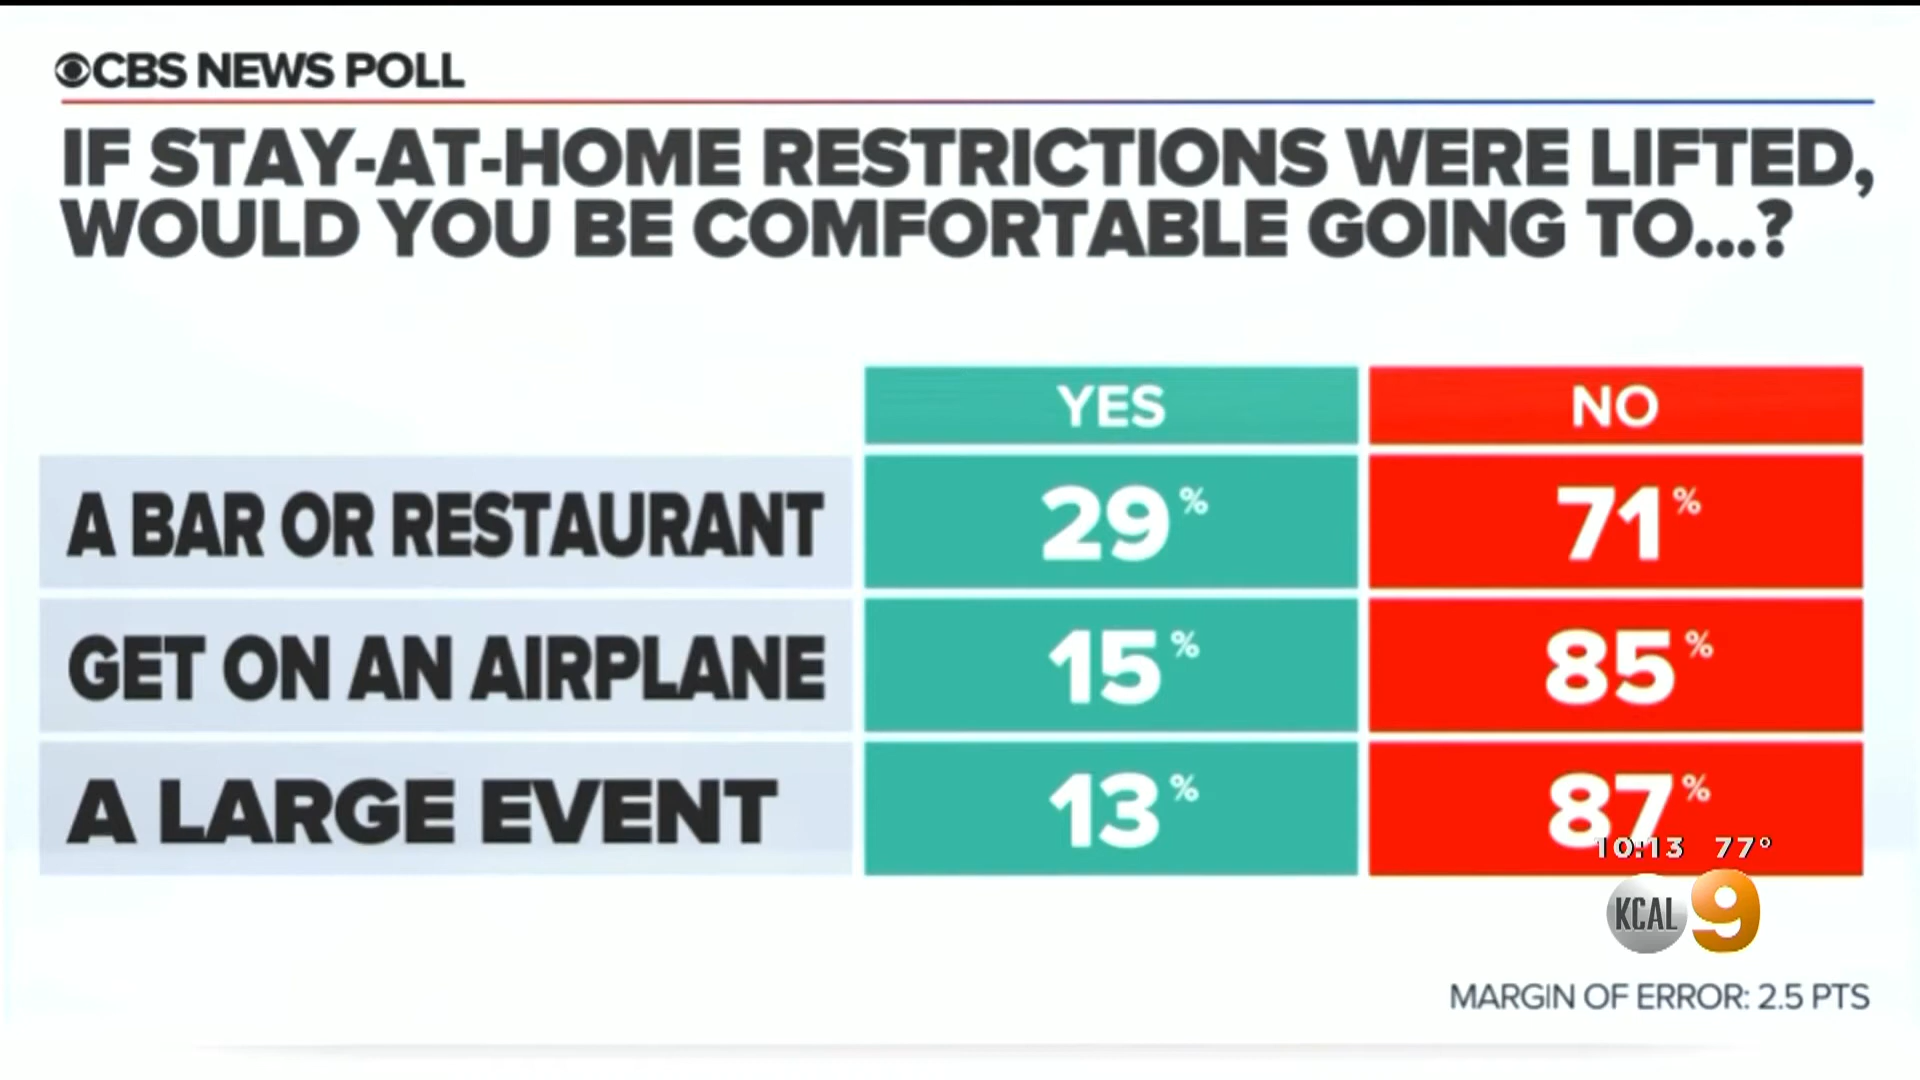 CBS NEWS POLL
IF STAY-AT-HOME RESTRICTIONS WERE LIFTED,
WOULD YOU BE COMFORTABLE GOING TO...?
YES NO
A BAR OR RESTAURANT 29% 71%
GET ON AN AIRPLANE 15% 85%
A LARGE EVENT 13% 87%
10:13 77°
KCAL 9
MARGIN OF ERROR: 2.5 PTS